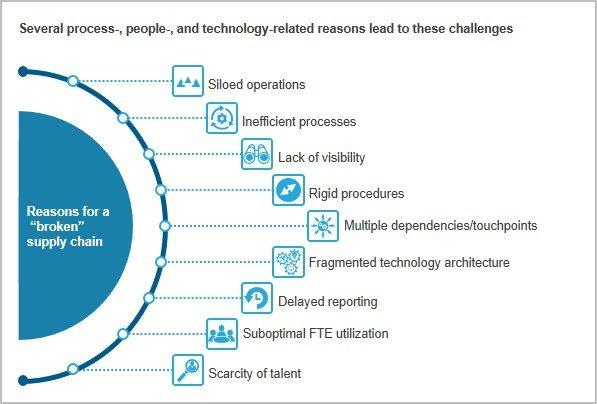 Several process-, people-, and technology-related reasons lead to these challenges
Siloed operations
Inefficient processes
Lack of visibility
Rigid procedures
Reasons for a
“broken”
supply chain
Multiple dependencies/touchpoints
Fragmented technology architecture
Delayed reporting
Suboptimal FTE utilization
Scarcity of talent